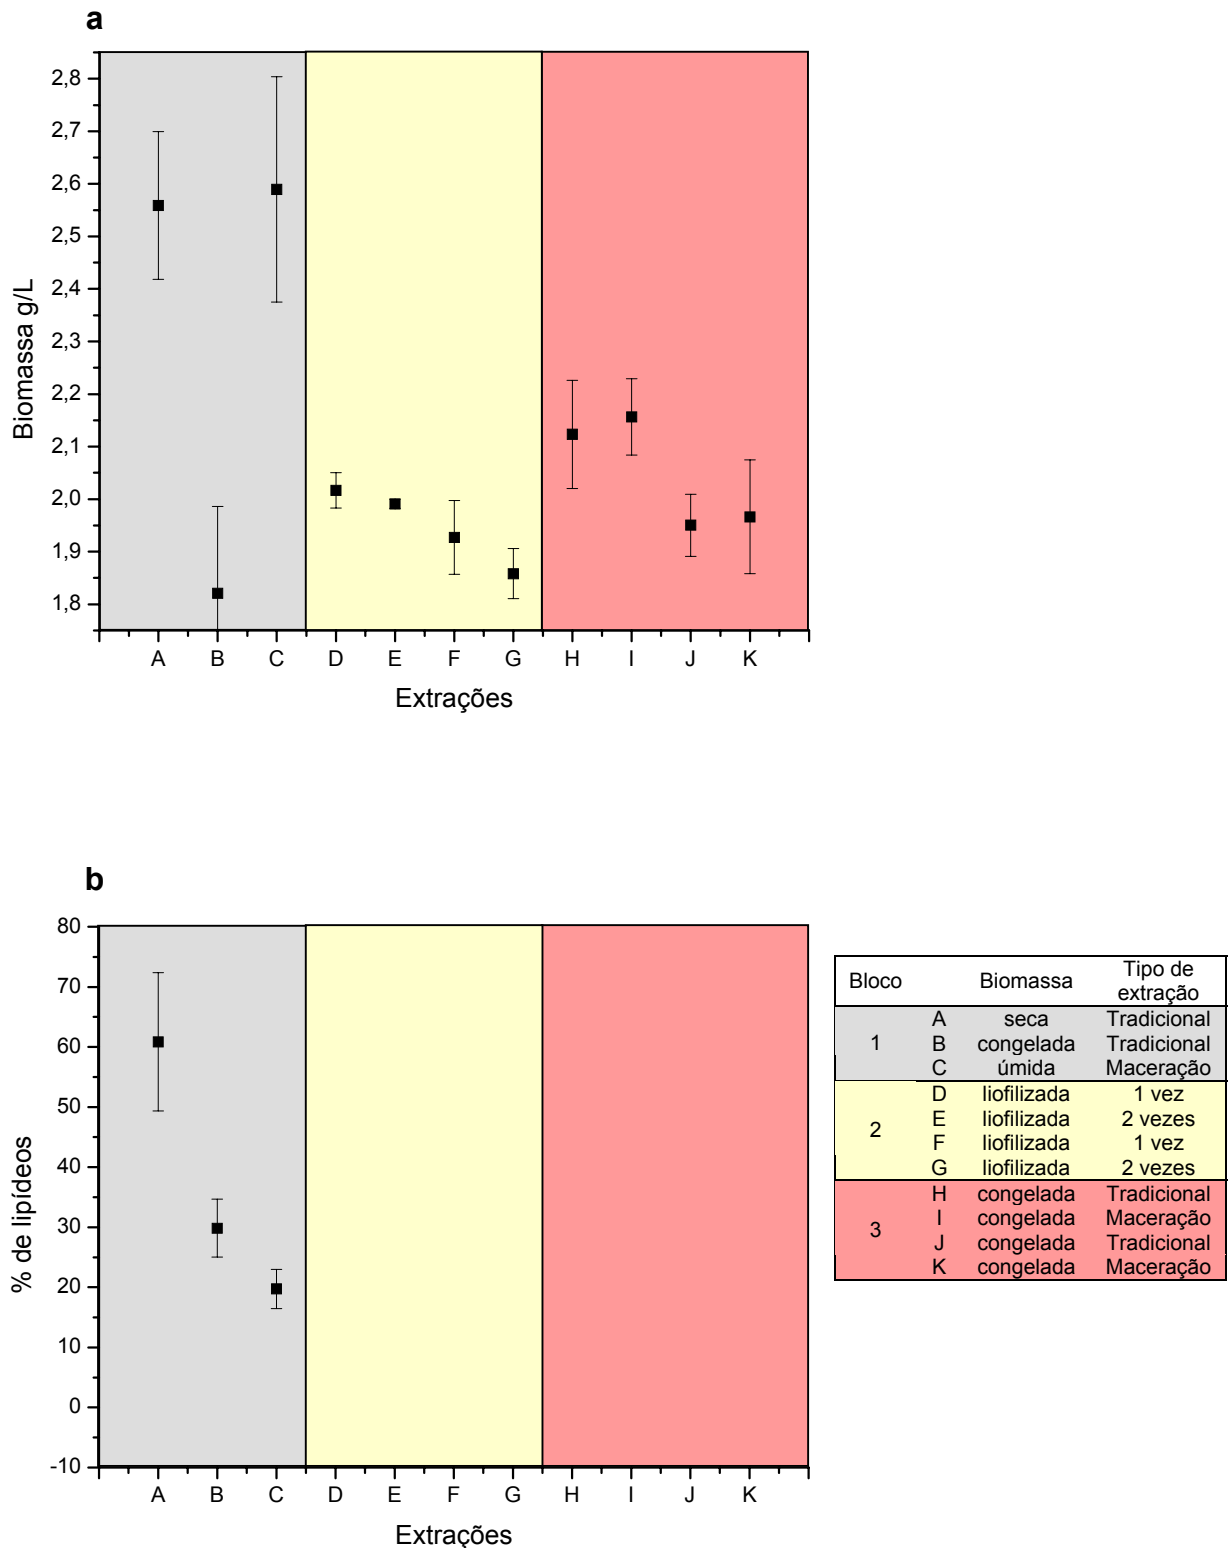 a
2,8
2,7
2,6
2,5
2,4
2,3
2,2
2,1
2,0
1,9
1,8
Biomassa g/L
A B C D E F G H I J K
Extrações
b
80
70
60
50
40
30
20
10
0
-10
% de lipídeos
A B C D E F G H I J K
Extrações
Bloco Biomassa Tipo de extração
1
A seca Tradicional
B congelada Tradicional
C úmida Maceração
2
D liofilizada 1 vez
E liofilizada 2 vezes
F liofilizada 1 vez
G liofilizada 2 vezes
3
H congelada Tradicional
I congelada Maceração
J congelada Tradicional
K congelada Maceração